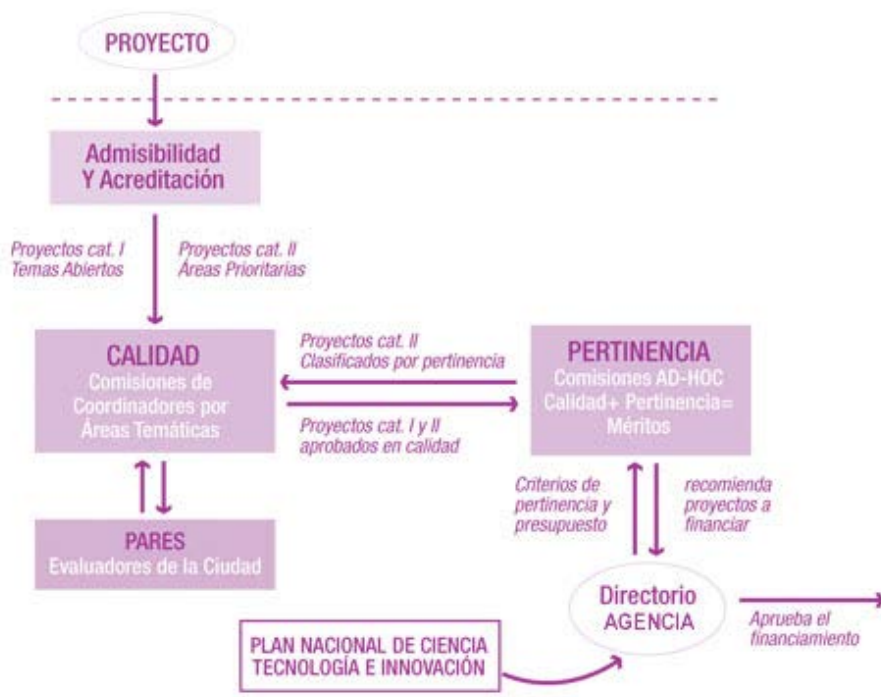 PROYECTO
Admisibilidad
Y Acreditación
Proyectos cat. I
Temas Abiertos
Proyectos cat. II
Áreas Prioritarias
CALIDAD
Comisiones de
Coordinadores por
Áreas Temáticas
Proyectos cat. II
Clasificados por pertinencia
Proyectos cat. I y II
aprobados en calidad
PERTINENCIA
Comisiones AD-HOC
Calidad+ Pertinencia=
Méritos
PARES
Evaluadores de la Ciudad
Criterios de
pertinencia y
presupuesto
recomienda
proyectos a
financiar
Directorio
AGENCIA
Aprueba el
financiamiento
PLAN NACIONAL DE CIENCIA
TECNOLOGÍA E INNOVACIÓN